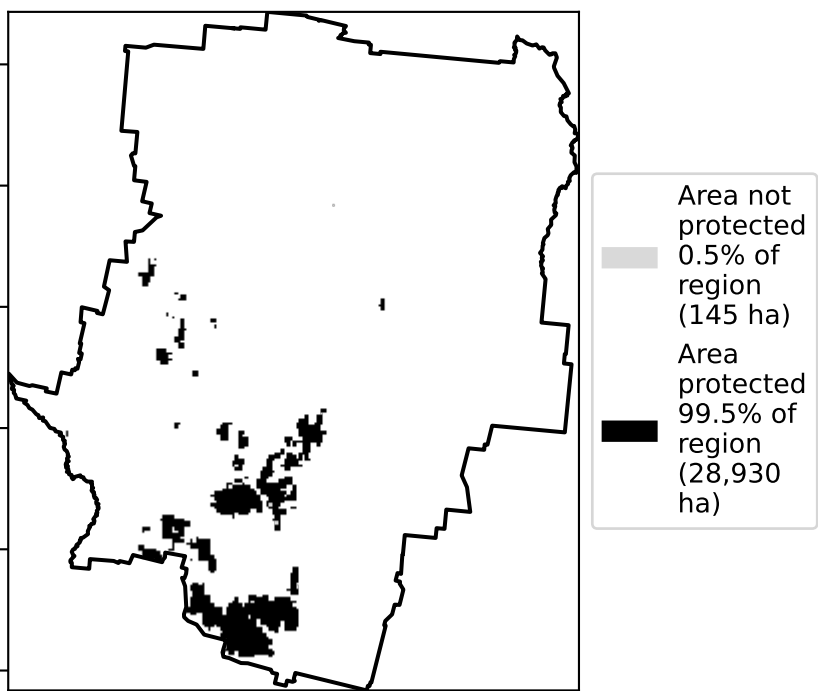 Area not
protected
0.5% of
region
(145 ha)
Area
protected
99.5% of
region
(28,930
ha)